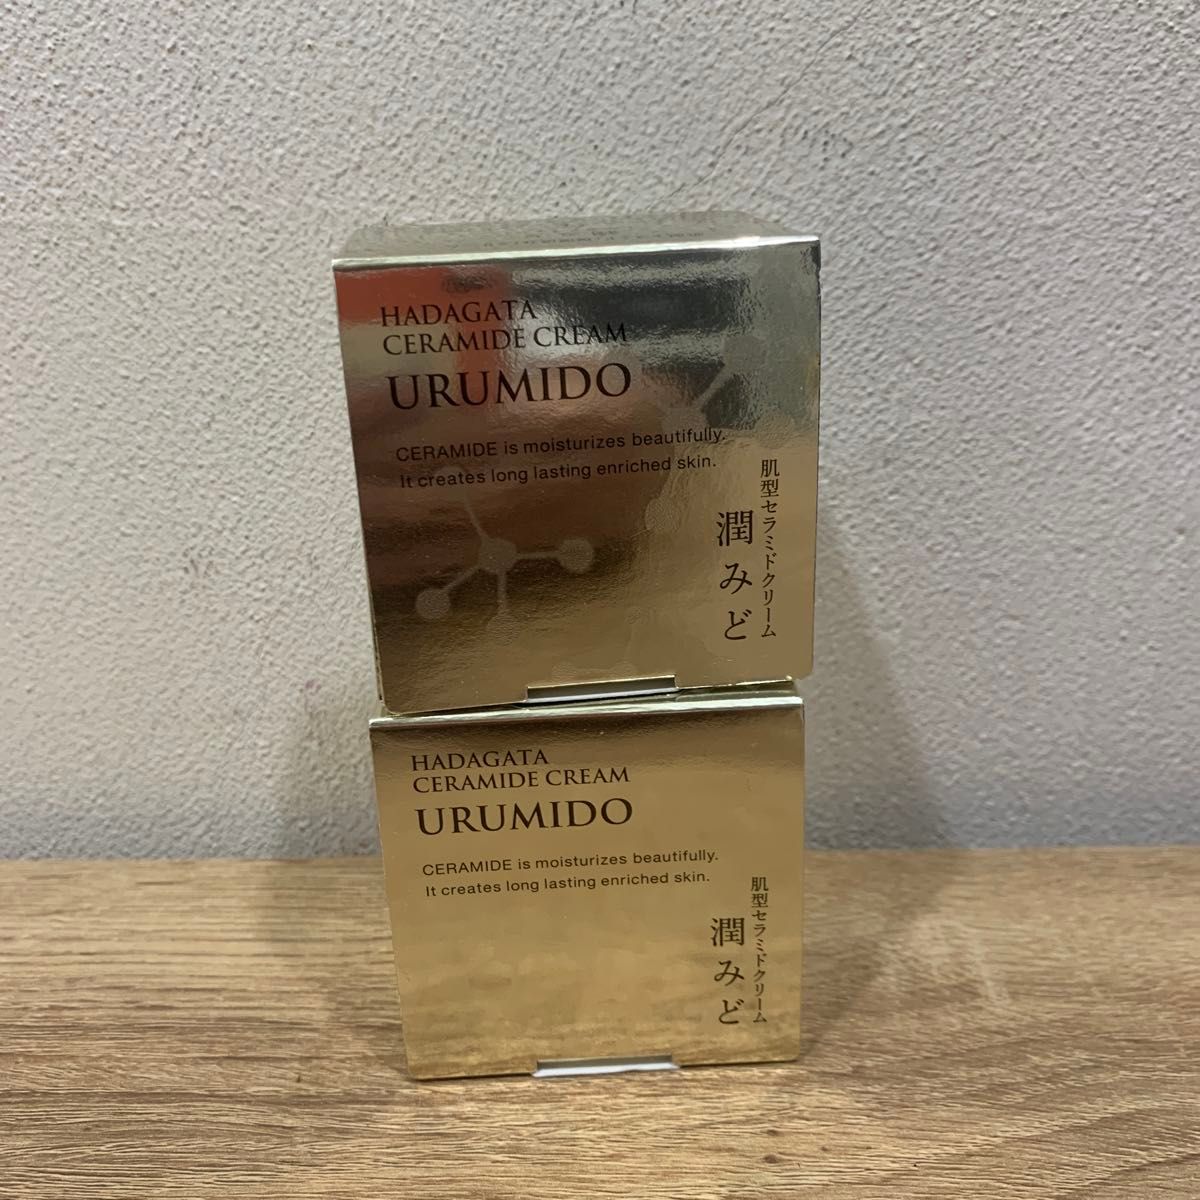 HADAGATA
CERAMIDE CREAM
URUMIDO
CERAMIDE is moisturizes beautifully.
It creates long lasting enriched skin.
肌型セラミドクリーム
潤みど
HADAGATA
CERAMIDE CREAM
URUMIDO
CERAMIDE is moisturizes beautifully.
It creates long lasting enriched skin.
肌型セラミドクリーム
潤みど